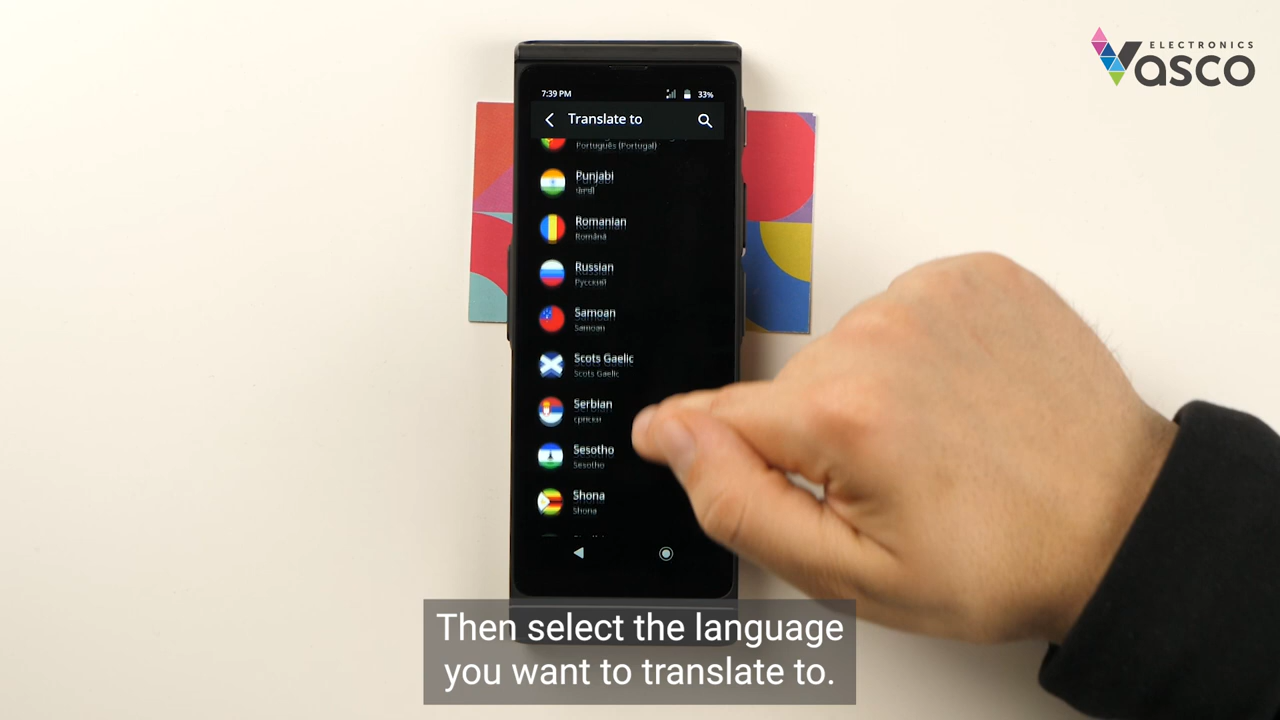 ELECTRONICS
Vasco
7:39 PM
33%
Translate to
Português (Portugal)
Punjabi
ਪੰਜਾਬੀ
Romanian
Română
Russian
Русский
Samoan
Samoan
Scots Gaelic
Scots Gaelic
Serbian
српски
Sesotho
Sesotho
Shona
Shona
Then select the language
you want to translate to.